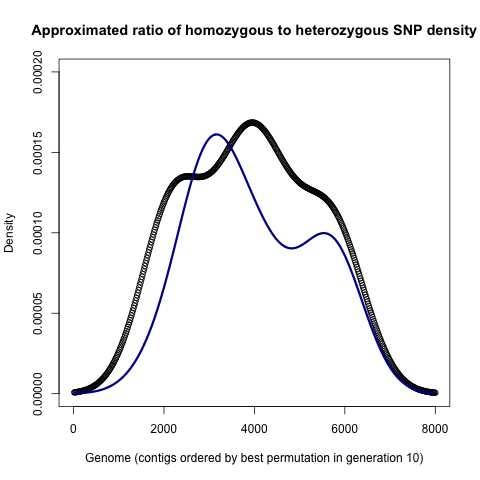 Approximated ratio of homozygous to heterozygous SNP density
0.00020
0.00015
0.00010
0.00005
0.00000
Density
0 2000 4000 6000 8000
Genome (contigs ordered by best permutation in generation 10)